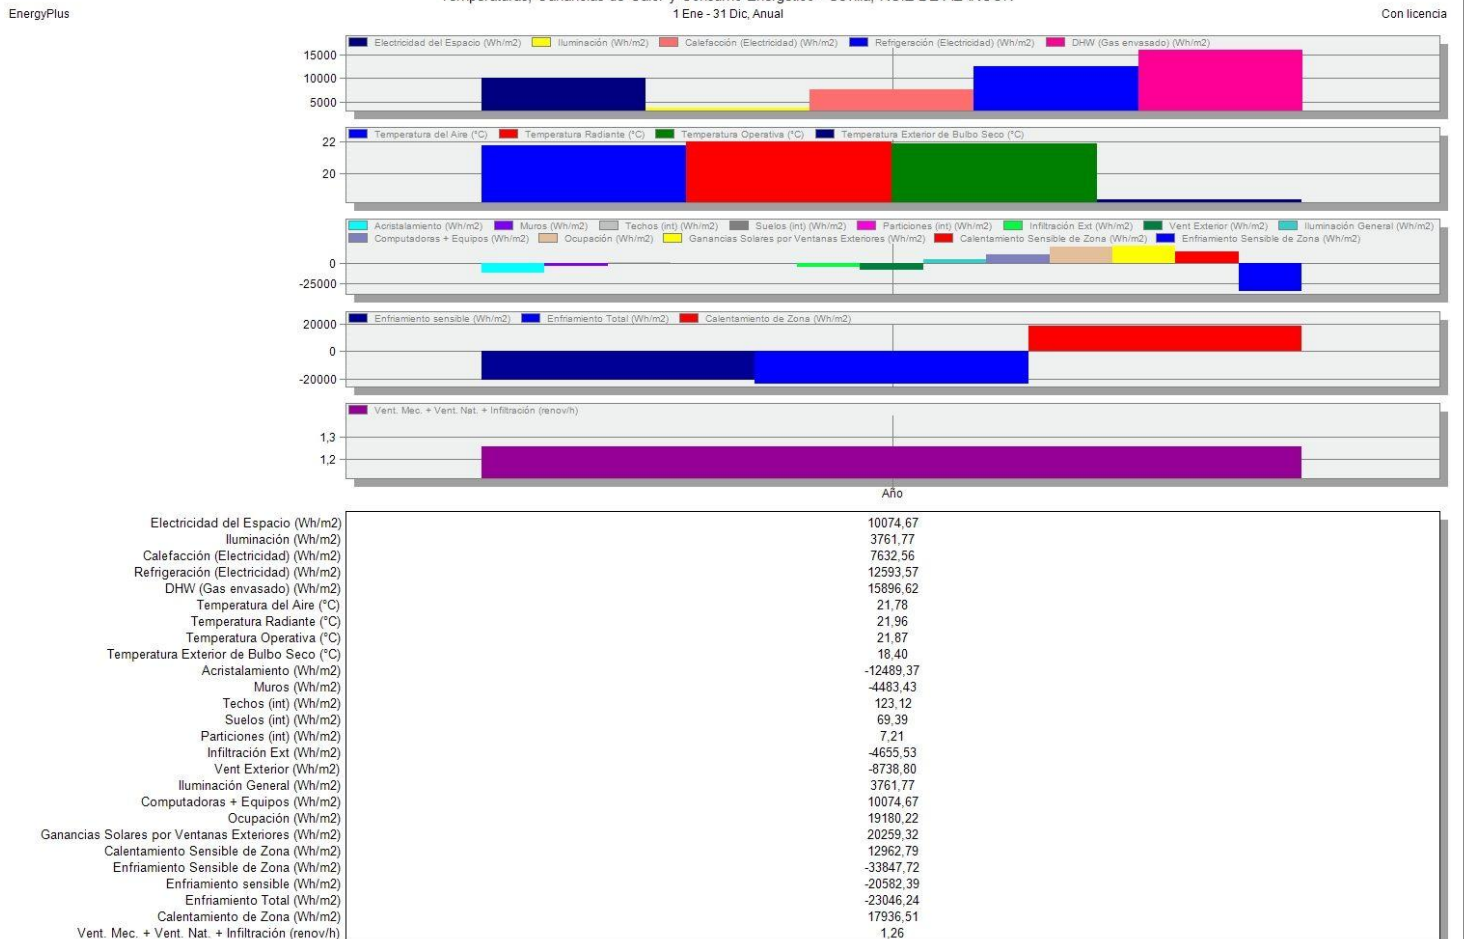 EnergyPlus
1 Ene - 31 Dic, Anual
Con licencia
Electricidad del Espacio (Wh/m2) Iluminación (Wh/m2) Calefacción (Electricidad) (Wh/m2) Refrigeración (Electricidad) (Wh/m2) DHW (Gas envasado) (Wh/m2)
15000
10000
5000
Temperatura del Aire (°C) Temperatura Radiante (°C) Temperatura Operativa (°C) Temperatura Exterior de Bulbo Seco (°C)
22
20
Acristalamiento (Wh/m2) Muros (Wh/m2) Techos (int) (Wh/m2) Suelos (int) (Wh/m2) Particiones (int) (Wh/m2) Infiltración Ext (Wh/m2) Vent Exterior (Wh/m2) Iluminación General (Wh/m2)
Computadoras + Equipos (Wh/m2) Ocupación (Wh/m2) Ganancias Solares por Ventanas Exteriores (Wh/m2) Calentamiento Sensible de Zona (Wh/m2) Enfriamiento Sensible de Zona (Wh/m2)
0
-25000
Enfriamiento sensible (Wh/m2) Enfriamiento Total (Wh/m2) Calentamiento de Zona (Wh/m2)
20000
0
-20000
Vent. Mec. + Vent. Nat. + Infiltración (renov/h)
1,3
1,2
Año
Electricidad del Espacio (Wh/m2) 10074,67
Iluminación (Wh/m2) 3761,77
Calefacción (Electricidad) (Wh/m2) 7632,56
Refrigeración (Electricidad) (Wh/m2) 12593,57
DHW (Gas envasado) (Wh/m2) 15896,62
Temperatura del Aire (°C) 21,78
Temperatura Radiante (°C) 21,96
Temperatura Operativa (°C) 21,87
Temperatura Exterior de Bulbo Seco (°C) 18,40
Acristalamiento (Wh/m2) -12489,37
Muros (Wh/m2) -4483,43
Techos (int) (Wh/m2) 123,12
Suelos (int) (Wh/m2) 69,39
Particiones (int) (Wh/m2) 7,21
Infiltración Ext (Wh/m2) -4655,53
Vent Exterior (Wh/m2) -8738,80
Iluminación General (Wh/m2) 3761,77
Computadoras + Equipos (Wh/m2) 10074,67
Ocupación (Wh/m2) 19180,22
Ganancias Solares por Ventanas Exteriores (Wh/m2) 20259,32
Calentamiento Sensible de Zona (Wh/m2) 12962,79
Enfriamiento Sensible de Zona (Wh/m2) -33847,72
Enfriamiento sensible (Wh/m2) -20582,39
Enfriamiento Total (Wh/m2) -23046,24
Calentamiento de Zona (Wh/m2) 17936,51
Vent. Mec. + Vent. Nat. + Infiltración (renov/h) 1,26